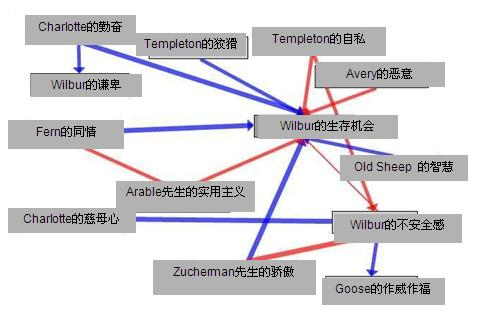 Charlotte的勤奋
Templeton的狡猾
Templeton的自私
Wilbur的谦卑
Avery的恶意
Fern的同情
Wilbur的生存机会
Old Sheep 的智慧
Arable先生的实用主义
Charlotte的慈母心
Wilbur的不安全感
Zucherman先生的骄傲
Goose的作威作福